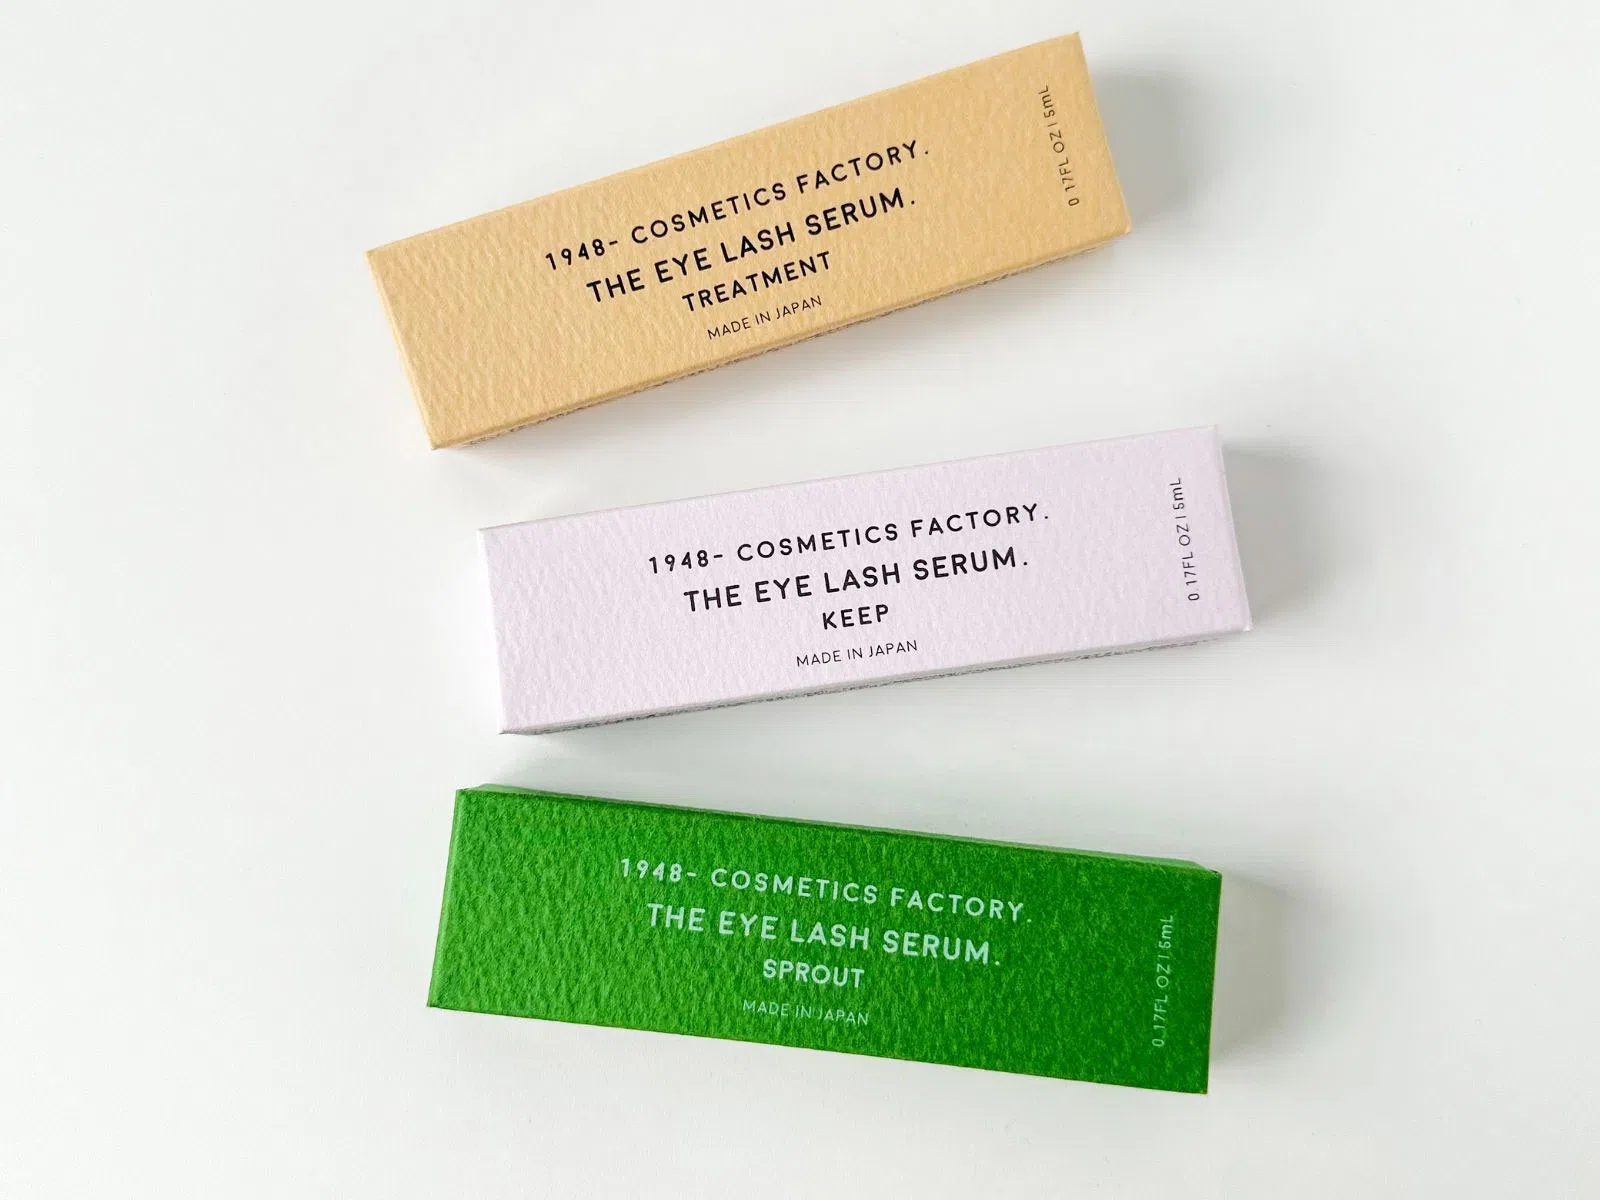 1948- COSMETICS FACTORY.
THE EYE LASH SERUM.
TREATMENT
MADE IN JAPAN
0 17FL OZ | 5mL
1948- COSMETICS FACTORY.
THE EYE LASH SERUM.
KEEP
MADE IN JAPAN
0 17FL OZ | 5mL
1948- COSMETICS FACTORY.
THE EYE LASH SERUM.
SPROUT
MADE IN JAPAN
0.17FL OZ | 5mL